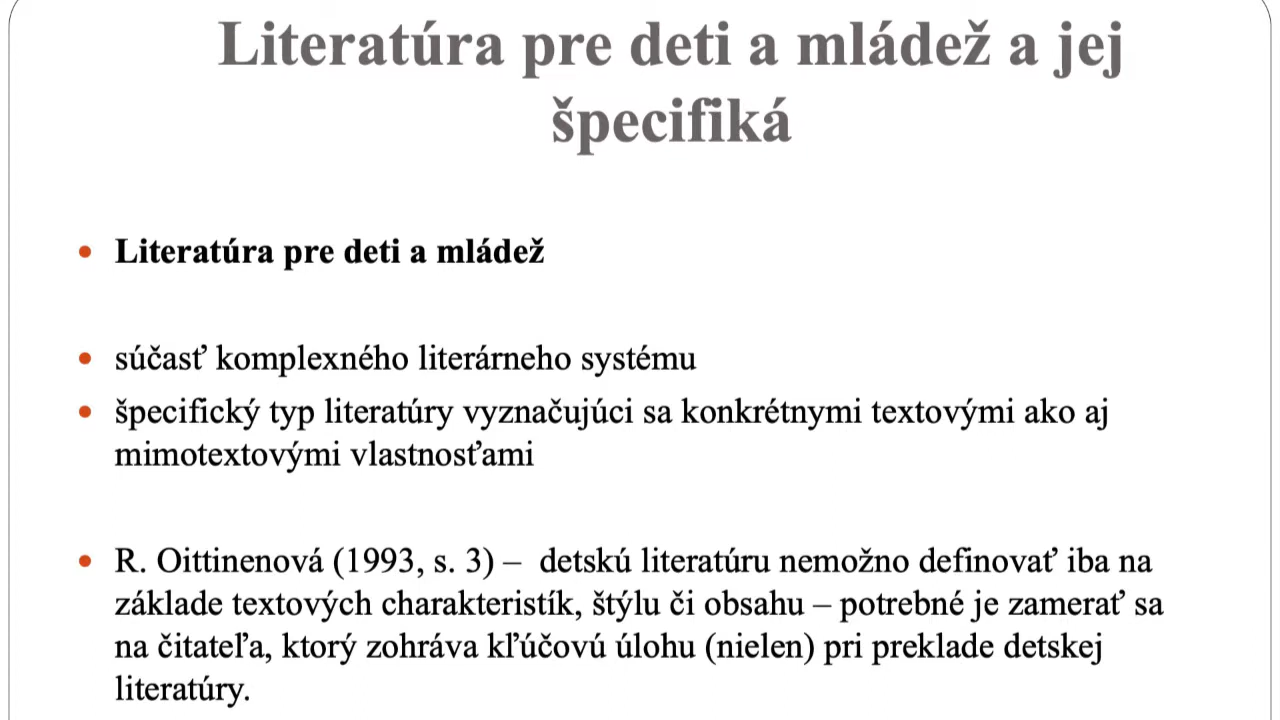 Literatúra pre deti a mládež a jej
špecifiká
• Literatúra pre deti a mládež
• súčasť komplexného literárneho systému
• špecifický typ literatúry vyznačujúci sa konkrétnymi textovými ako aj
mimotextovými vlastnosťami
• R. Oittinenová (1993, s. 3) – detskú literatúru nemožno definovať iba na
základe textových charakteristík, štýlu či obsahu – potrebné je zamerať sa
na čitateľa, ktorý zohráva kľúčovú úlohu (nielen) pri preklade detskej
literatúry.